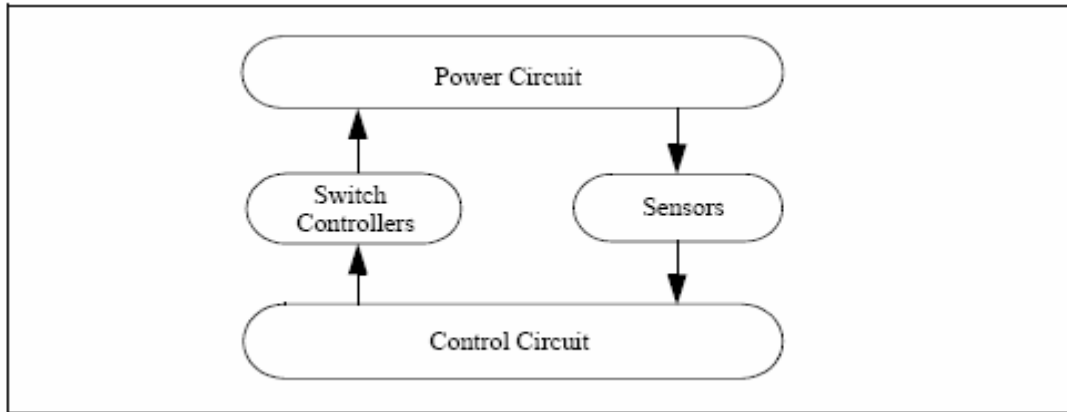 Power Circuit
Switch
Controllers
Sensors
Control Circuit